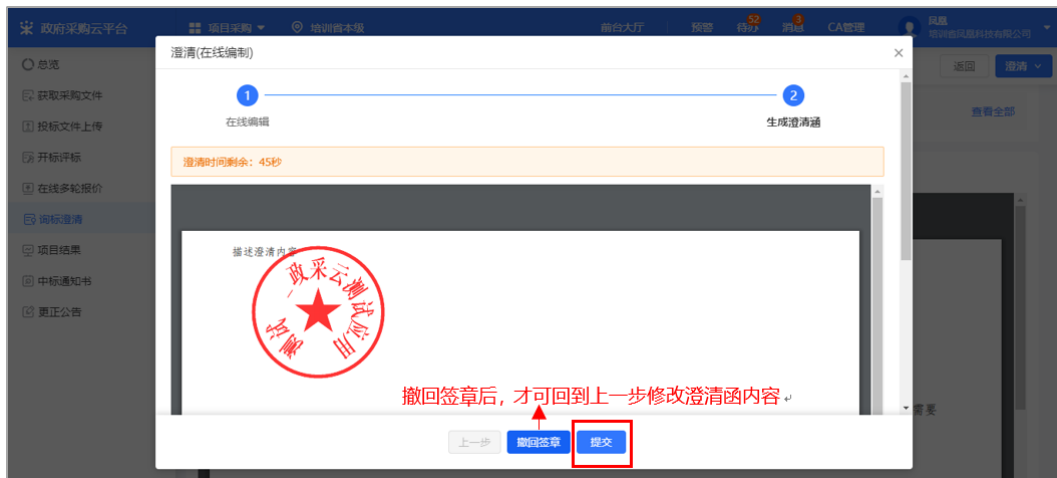 政府采购云平台
项目采购
培训省本级
前台大厅
预警
待办
52
消息
3
CA管理
凤凰
培训省凤凰科技有限公司
总览
获取采购文件
投标文件上传
开标评标
在线多轮报价
询标澄清
项目结果
中标通知书
更正公告
返回
澄清
查看全部
澄清(在线编制)
1
2
在线编辑
生成澄清函
澄清时间剩余：45秒
描述澄清内容
政采云测试应用_测试
撤回签章后，才可回到上一步修改澄清函内容
需要
上一步
撤回签章
提交